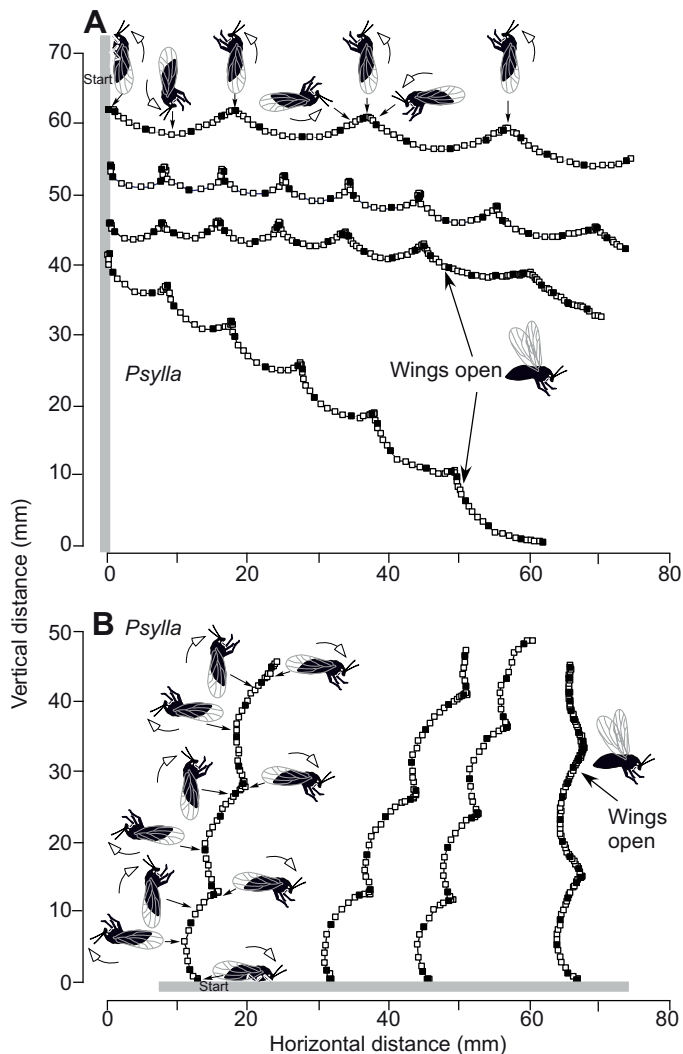 A
70
Start
60
50
40
30
20
10
0
Psylla
Wings open
0 20 40 60 80
Vertical distance (mm)
B
Psylla
50
40
30
20
10
0
Wings
open
Start
0 20 40 60 80
Horizontal distance (mm)